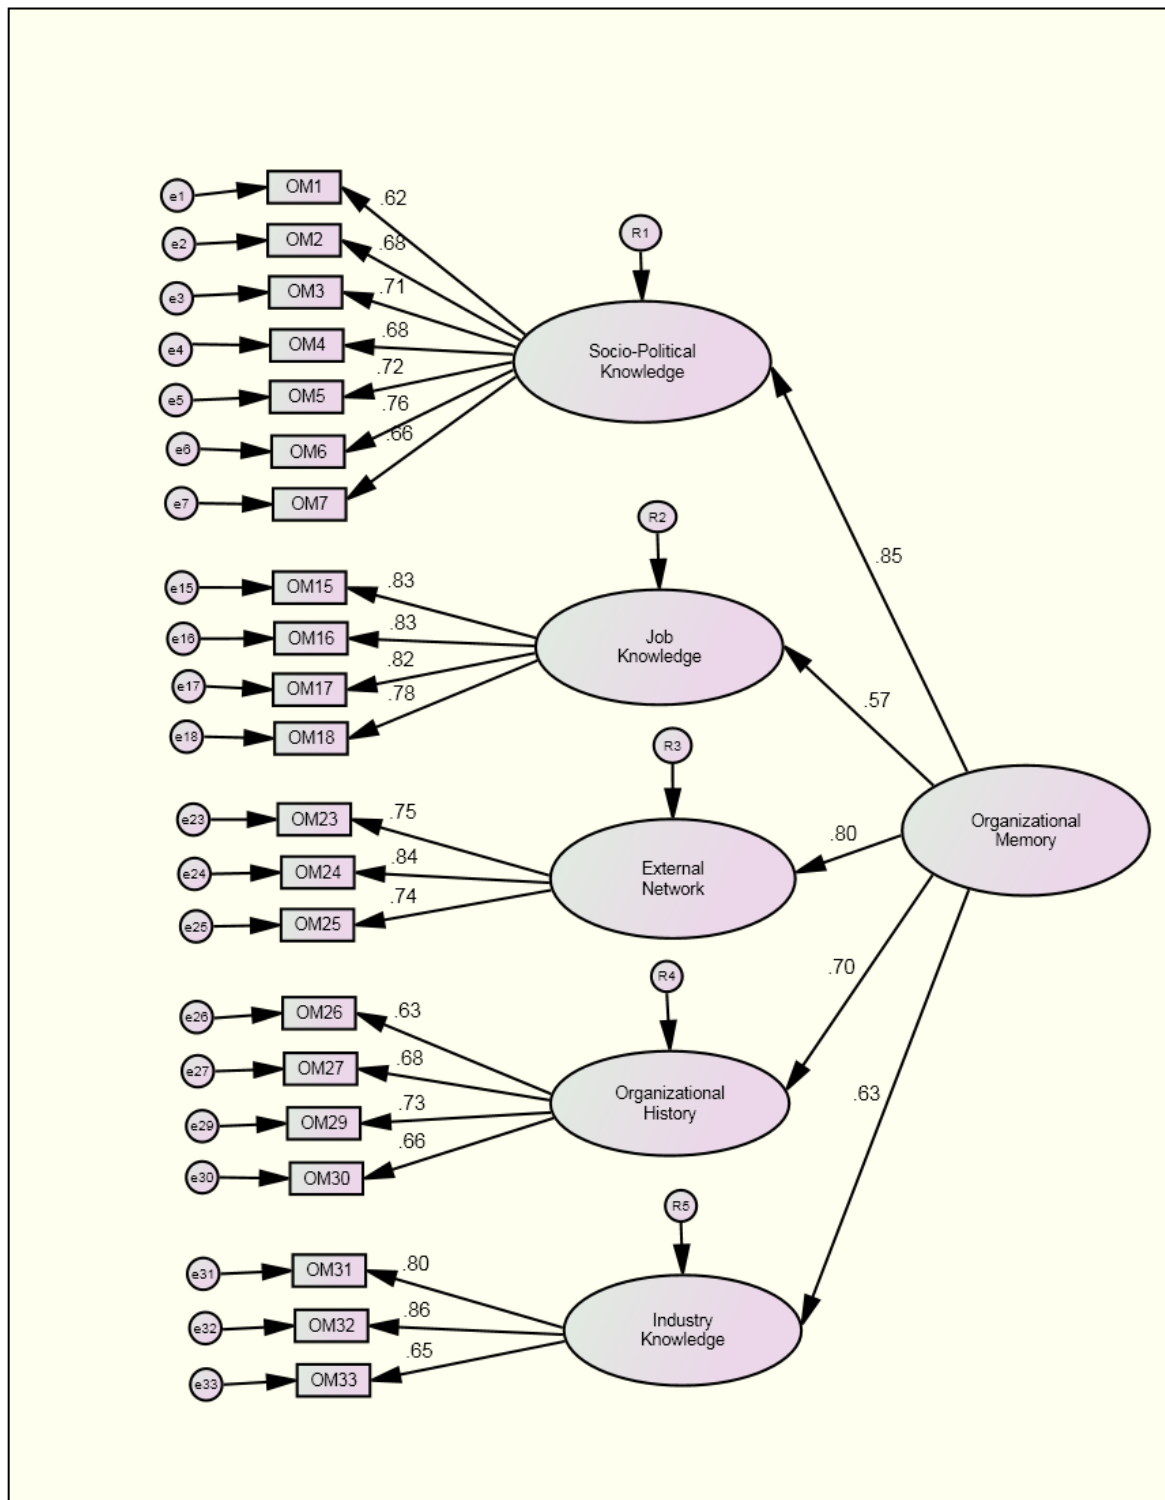 e1
OM1
.62
e2
OM2
.68
e3
OM3
.71
e4
OM4
.68
e5
OM5
.72
e6
OM6
.76
e7
OM7
.66
R1
Socio-Political
Knowledge
.85
e15
OM15
.83
e16
OM16
.83
e17
OM17
.82
e18
OM18
.78
R2
Job
Knowledge
.57
e23
OM23
.75
e24
OM24
.84
e25
OM25
.74
R3
External
Network
.80
Organizational
Memory
e26
OM26
.63
e27
OM27
.68
e29
OM29
.73
e30
OM30
.66
R4
Organizational
History
.70
e31
OM31
.80
e32
OM32
.86
e33
OM33
.65
R5
Industry
Knowledge
.63